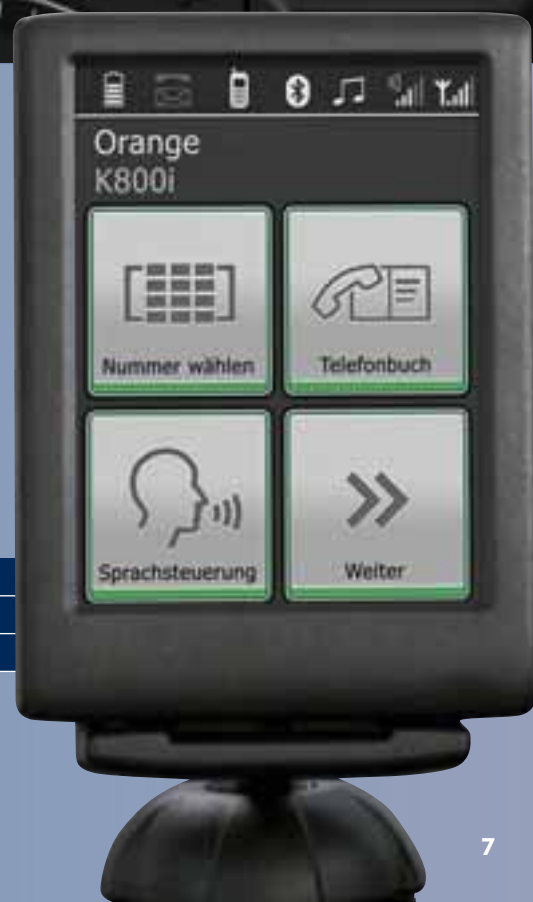 Orange
K800i
Nummer wählen
Telefonbuch
Sprachsteuerung
Weiter
7